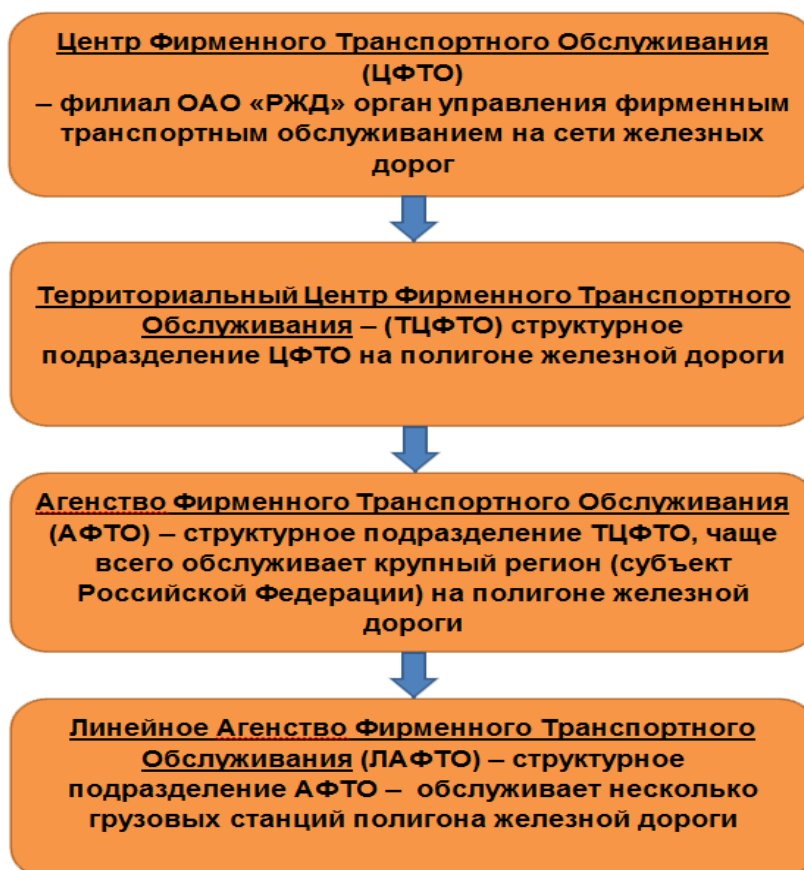 Центр Фирменного Транспортного Обслуживания
(ЦФТО)
– филиал ОАО «РЖД» орган управления фирменным
транспортным обслуживанием на сети железных
дорог
Территориальный Центр Фирменного Транспортного
Обслуживания – (ТЦФТО) структурное
подразделение ЦФТО на полигоне железной дороги
Агенство Фирменного Транспортного Обслуживания
(АФТО) – структурное подразделение ТЦФТО, чаще
всего обслуживает крупный регион (субъект
Российской Федерации) на полигоне железной
дороги
Линейное Агенство Фирменного Транспортного
Обслуживания (ЛАФТО) – структурное
подразделение АФТО – обслуживает несколько
грузовых станций полигона железной дороги